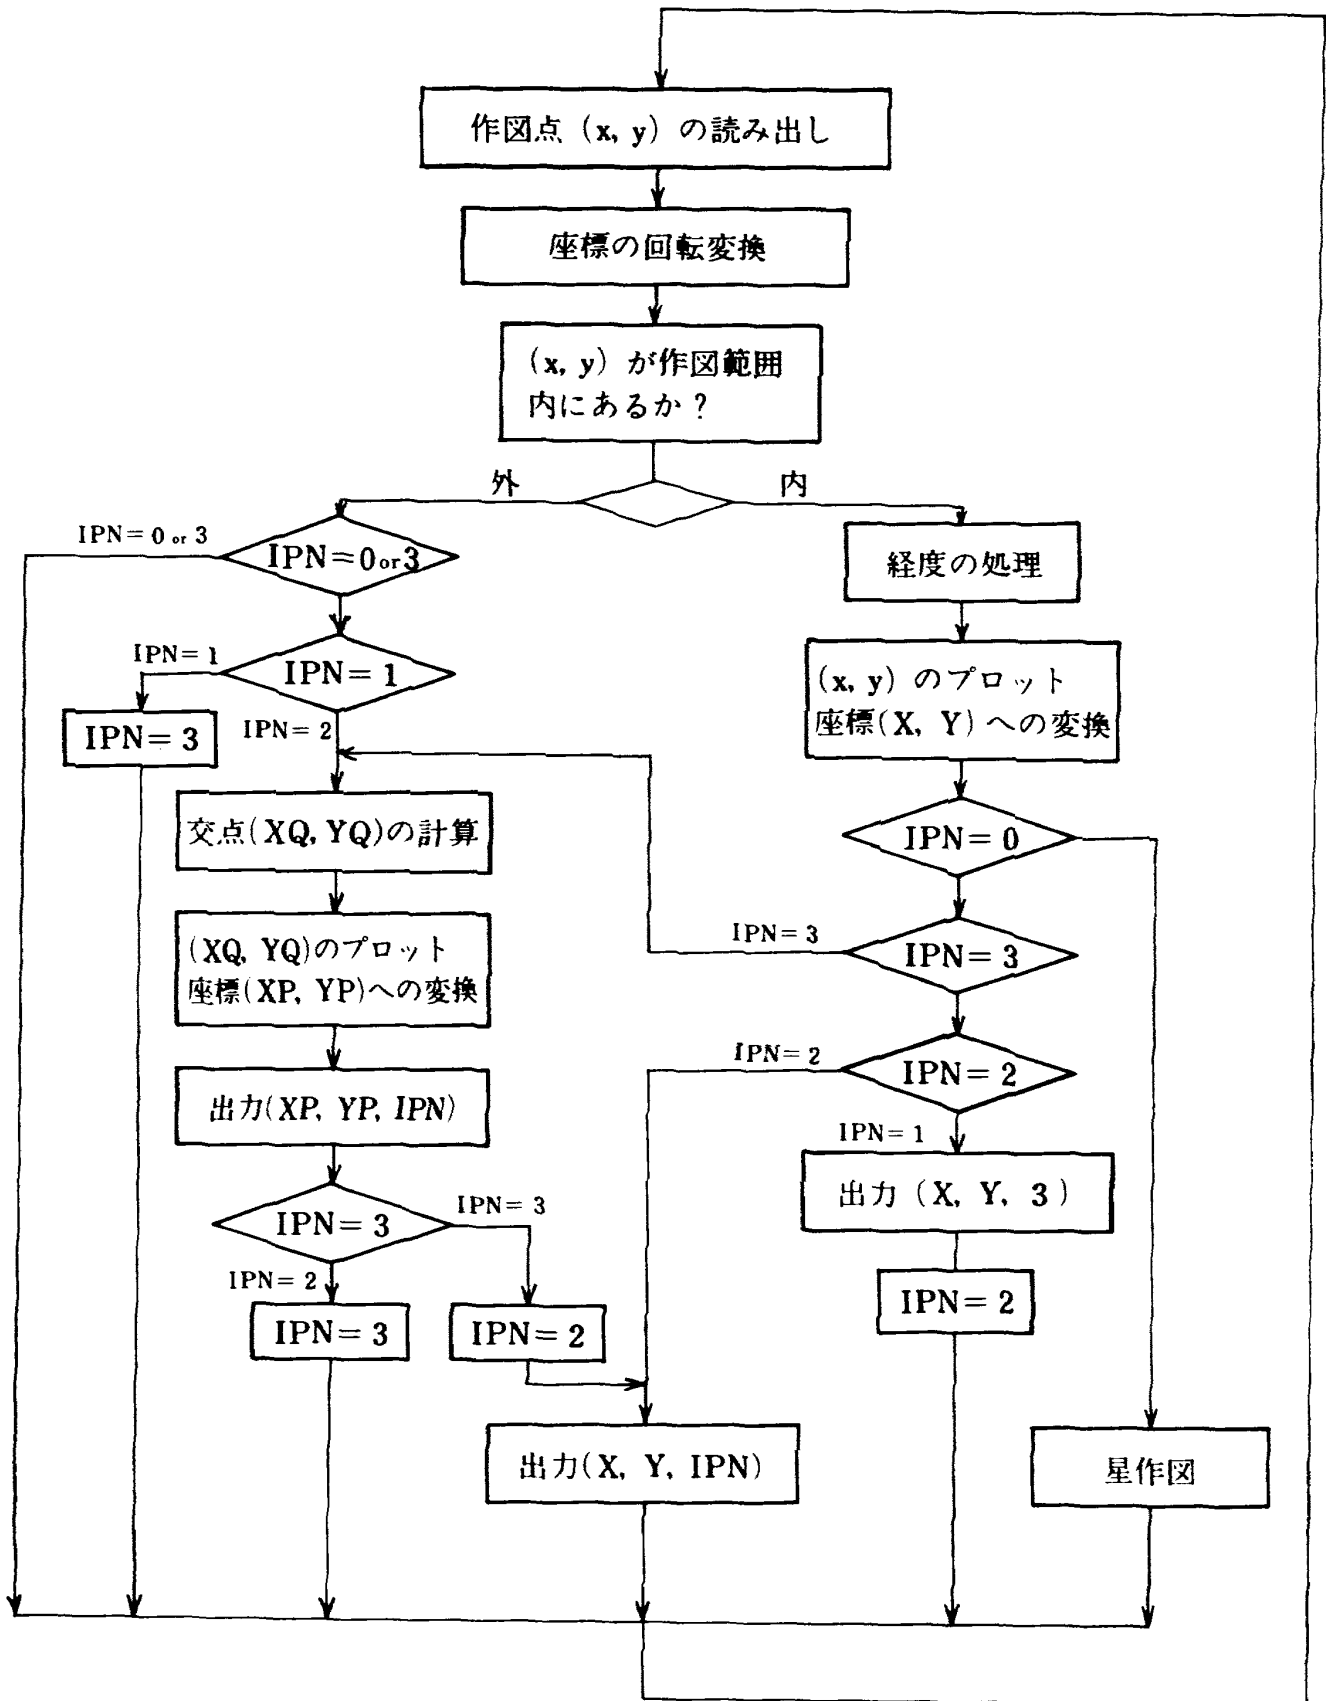 作図点 (x, y) の読み出し
座標の回転変換
(x, y) が作図範囲
内にあるか？
外
内
IPN=0 or 3
IPN=0 or 3
経度の処理
IPN=1
IPN=1
(x, y) のプロット
座標(X, Y) への変換
IPN=3
IPN=2
交点(XQ, YQ)の計算
IPN=0
(XQ, YQ)のプロット
座標(XP, YP)への変換
IPN=3
IPN=3
出力(XP, YP, IPN)
IPN=2
IPN=2
IPN=1
出力 (X, Y, 3)
IPN=3
IPN=3
IPN=2
IPN=3
IPN=2
IPN=2
出力(X, Y, IPN)
星作図